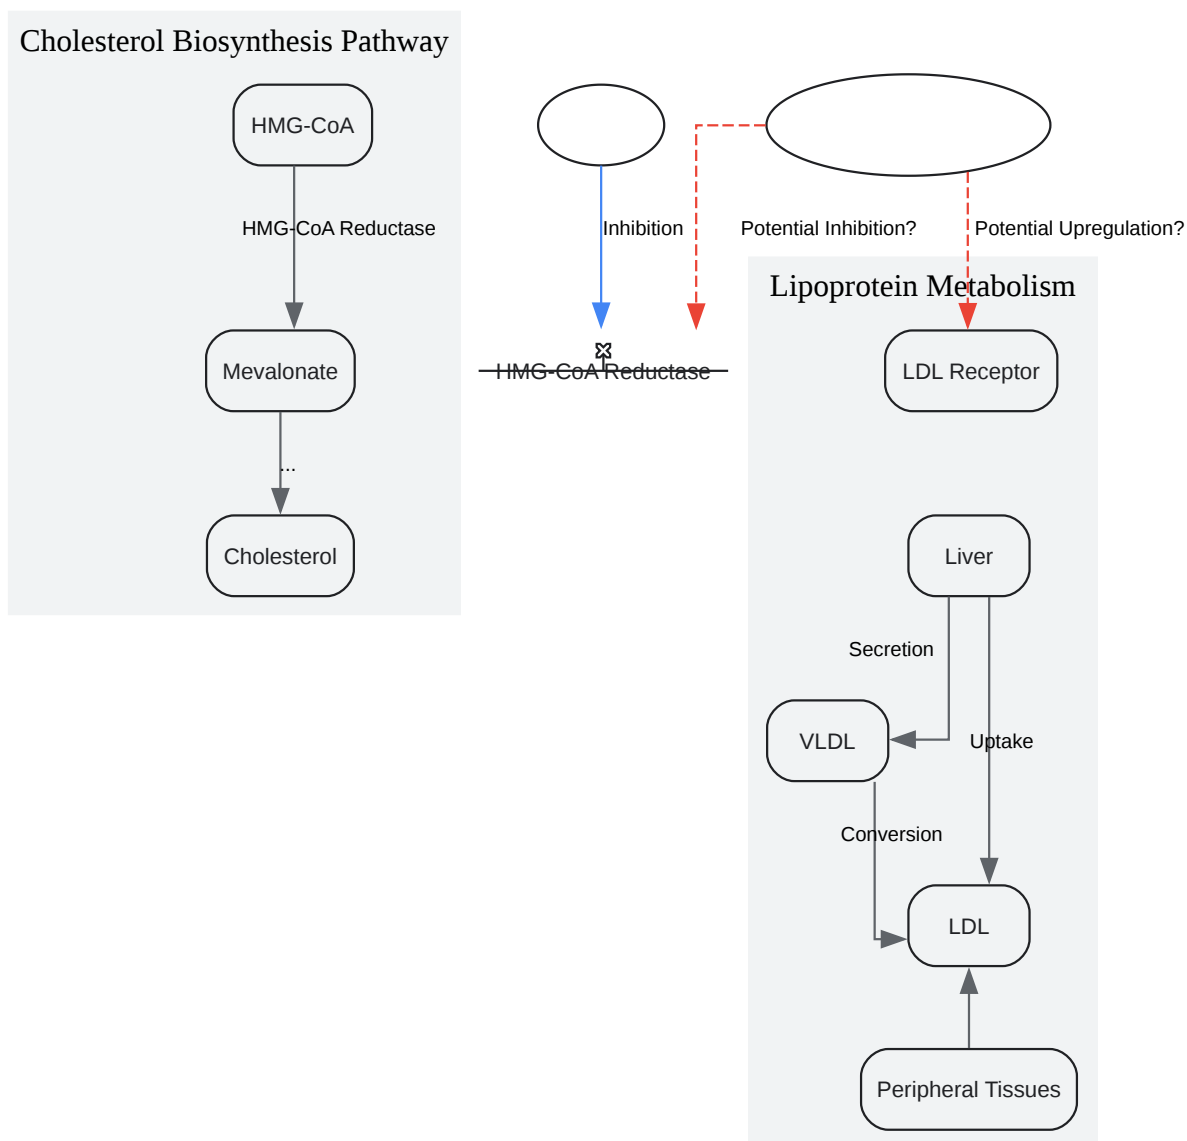 Cholesterol Biosynthesis Pathway
HMG-CoA
HMG-CoA Reductase
Inhibition
Potential Inhibition?
Potential Upregulation?
Lipoprotein Metabolism
Mevalonate
HMG-CoA Reductase
LDL Receptor
...
Cholesterol
Liver
Secretion
VLDL
Uptake
Conversion
LDL
Peripheral Tissues